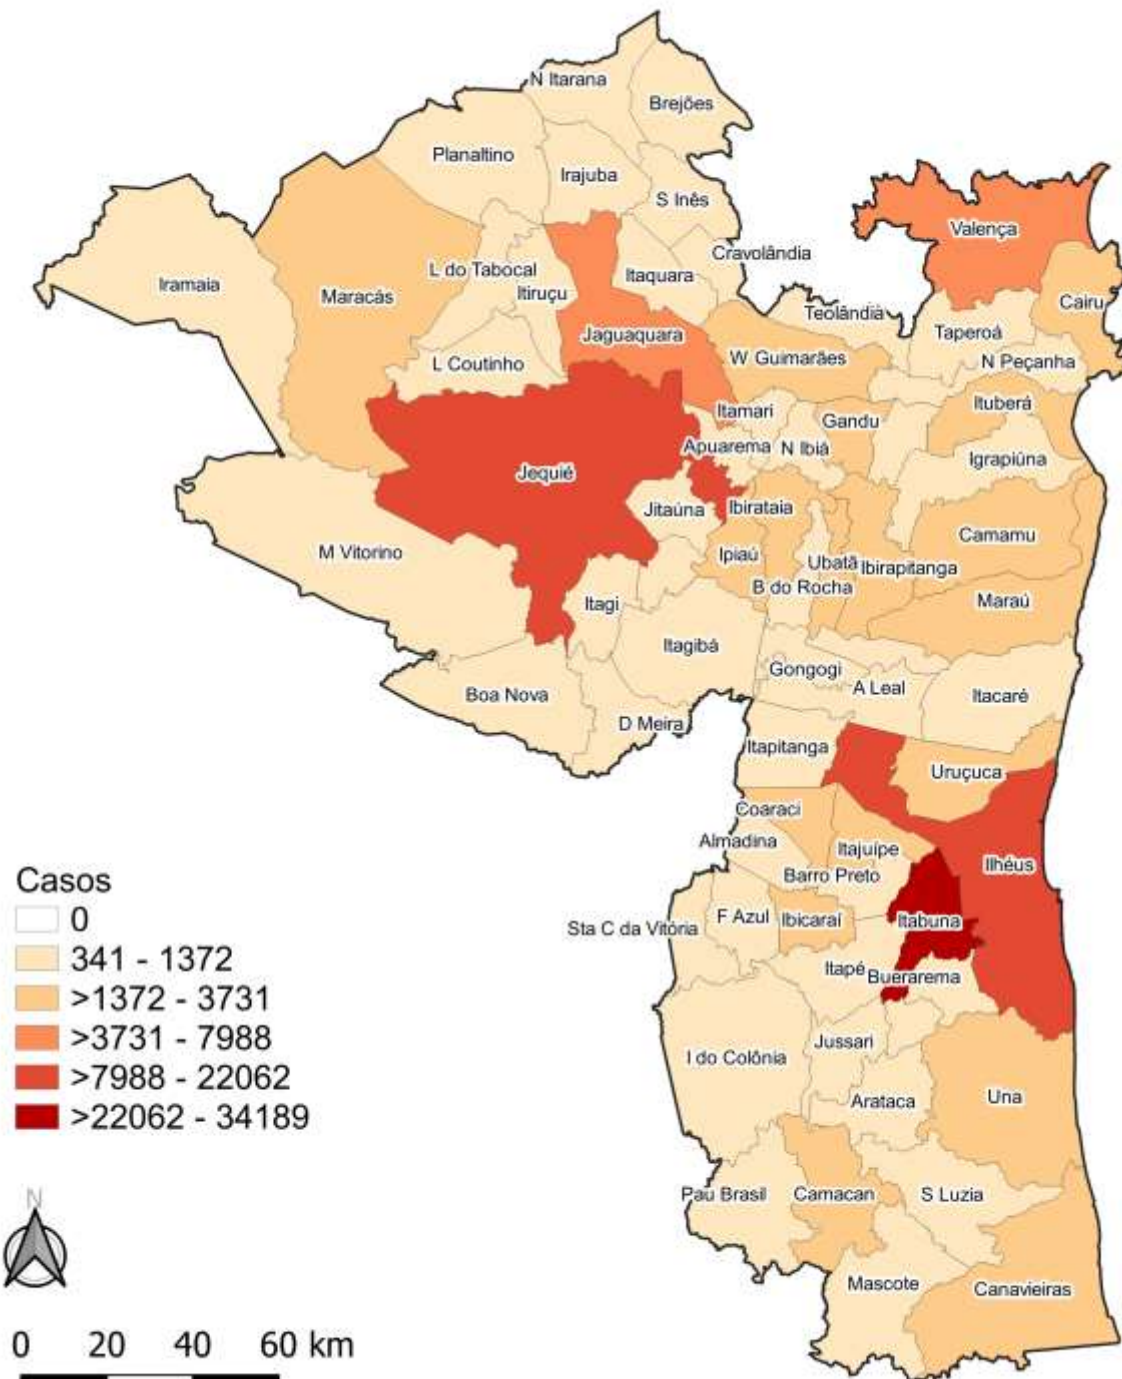 N Itarana
Brejões
Planaltino
Irajuba
S Inês
Valença
Cravolândia
L do Tabocal
Itaquara
Iramaia
Itiruçu
Maracás
Cairu
Teolândia
Taperoá
Jaguaquara
W Guimarães
L Coutinho
N Peçanha
Itamari
Ituberá
Gandu
Apuarema
N Ibiá
Igrapiúna
Jequié
Jitaúna
Ibirataia
Camamu
M Vitorino
Ipiaú
Ubatã
Ibirapitanga
B do Rocha
Maraú
Itagi
Itagibá
Gongogi
A Leal
Boa Nova
Itacaré
D Meira
Itapitanga
Uruçuca
Coaraci
Almadina
Itajuípe
Ilhéus
Barro Preto
F Azul
Ibicaraí
Itabuna
Sta C da Vitória
Itapé
Buerarema
Jussari
I do Colônia
Arataca
Una
Pau Brasil
Camacan
S Luzia
Mascote
Canavieiras
Casos
0
341 - 1372
>1372 - 3731
>3731 - 7988
>7988 - 22062
>22062 - 34189
N
0 20 40 60 km